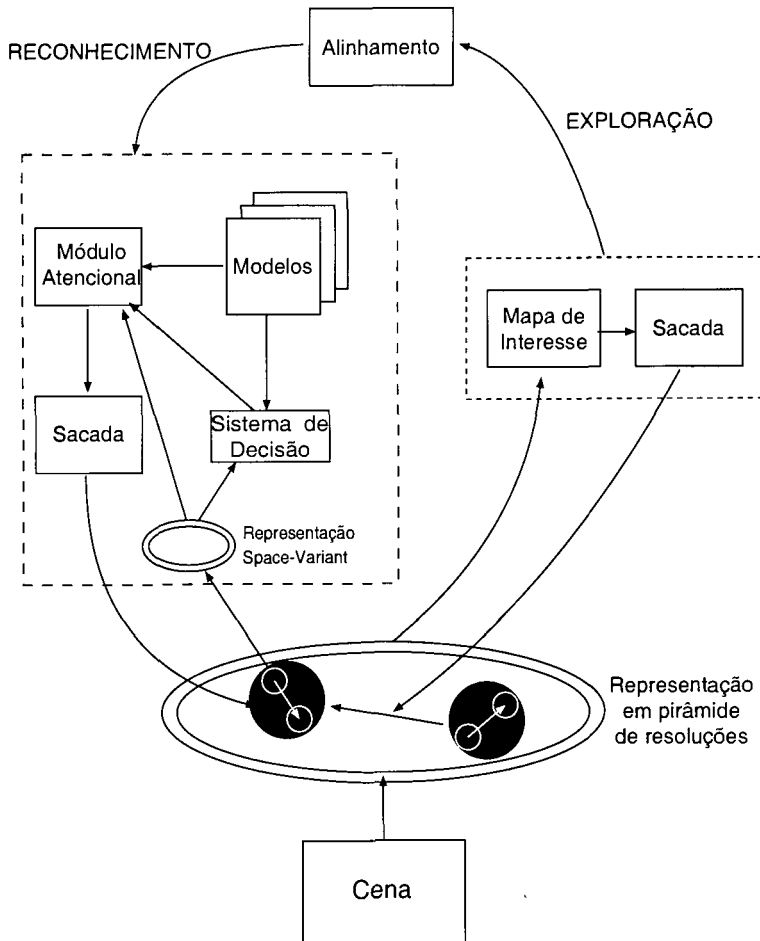 RECONHECIMENTO
Alinhamento
EXPLORAÇÃO
Módulo
Atencional
Modelos
Mapa de
Interesse
Sacada
Sacada
Sistema de
Decisão
Representação
Space-Variant
Representação
em pirâmide
de resoluções
Cena